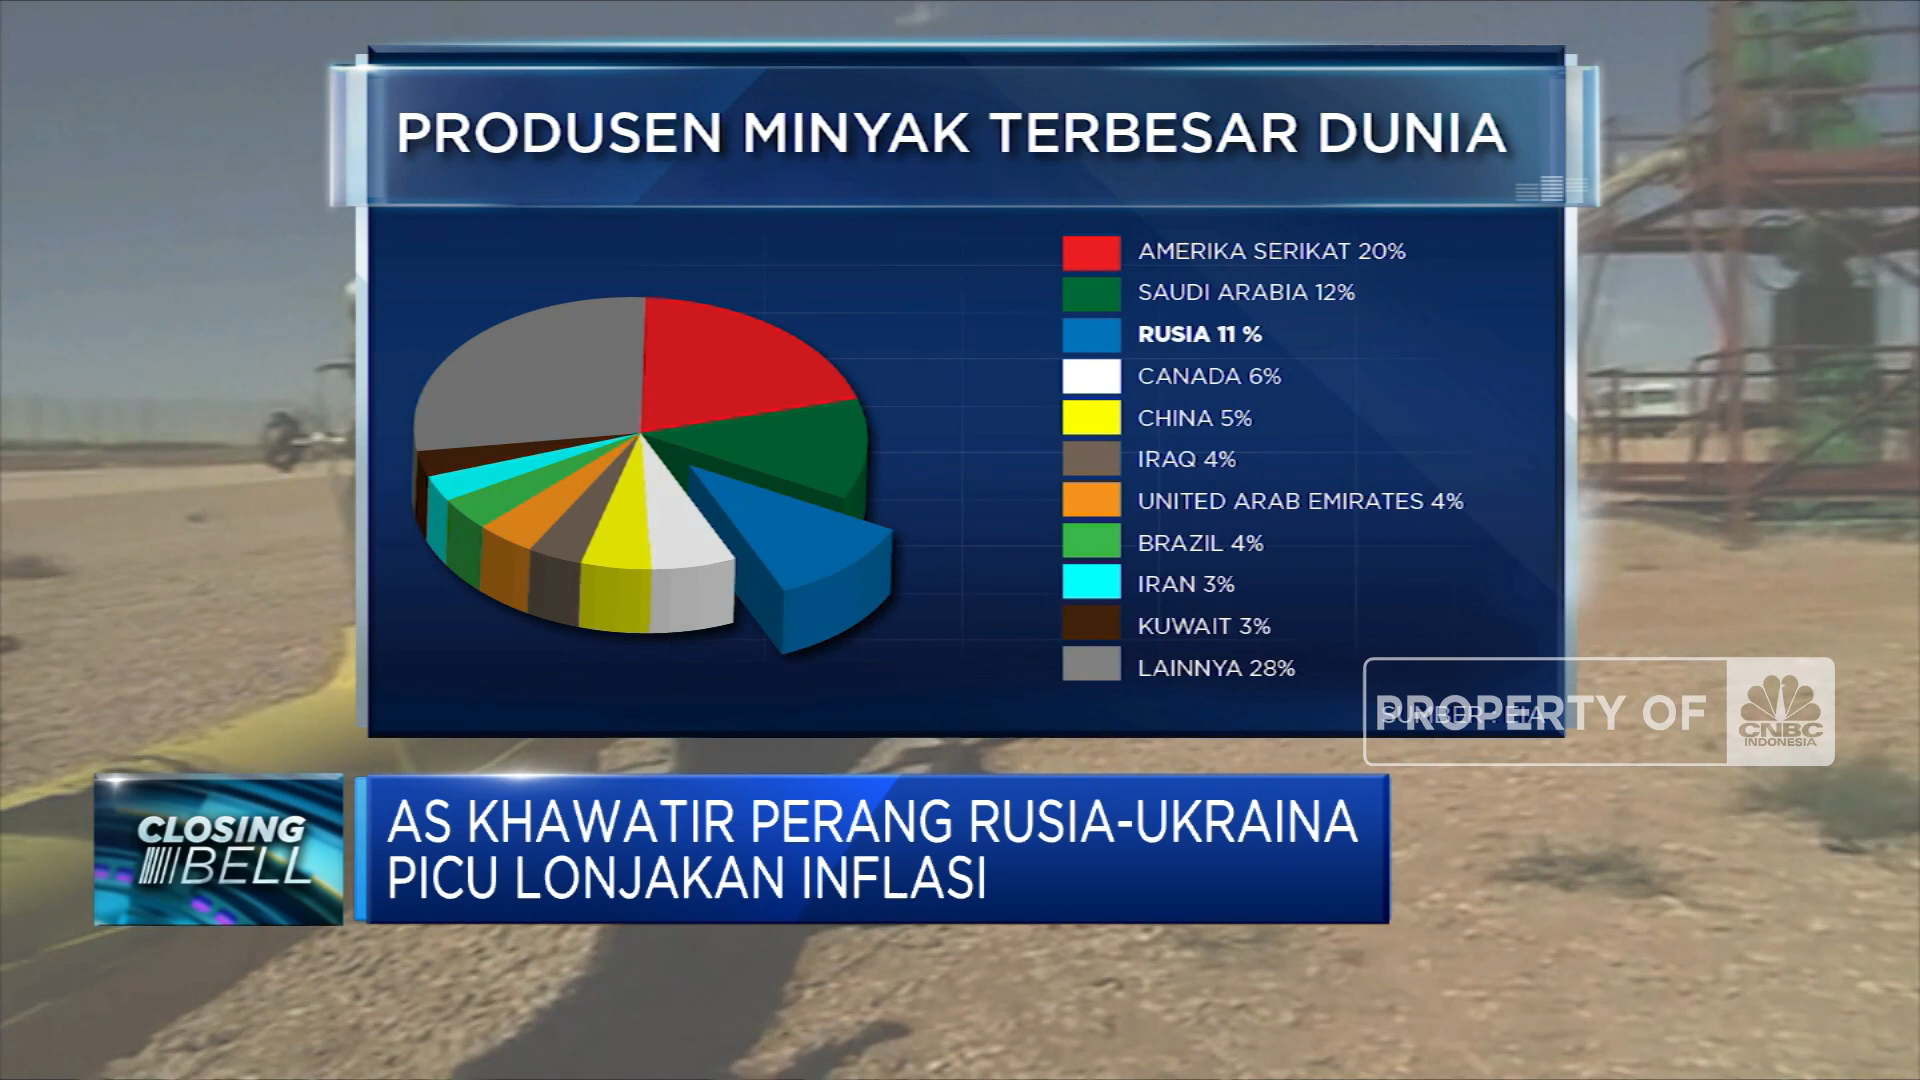 PRODUSEN MINYAK TERBESAR DUNIA
AMERIKA SERIKAT 20%
SAUDI ARABIA 12%
RUSIA 11 %
CANADA 6%
CHINA 5%
IRAQ 4%
UNITED ARAB EMIRATES 4%
BRAZIL 4%
IRAN 3%
KUWAIT 3%
LAINNYA 28%
SUMBER : EIA
PROPERTY OF
CNBC
INDONESIA
CLOSING
BELL
AS KHAWATIR PERANG RUSIA-UKRAINA
PICU LONJAKAN INFLASI